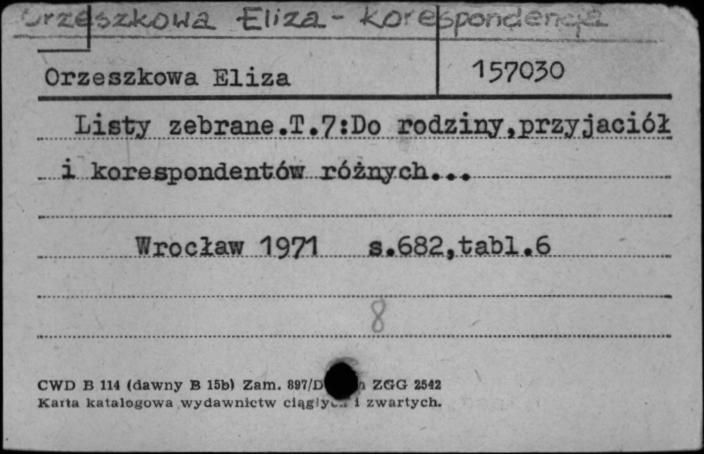 Orzeszkowa Eliza - korespondencja
Orzeszkowa Eliza 157030
Listy zebrane.T.7:Do rodziny,przyjaciół
i korespondentów różnych...
Wrocław 1971 s.682,tabl.6
8
CWD B 114 (dawny B 15b) Zam. 897/D ZGG 2542
Karta katalogowa wydawnictw ciągłych i zwartych.